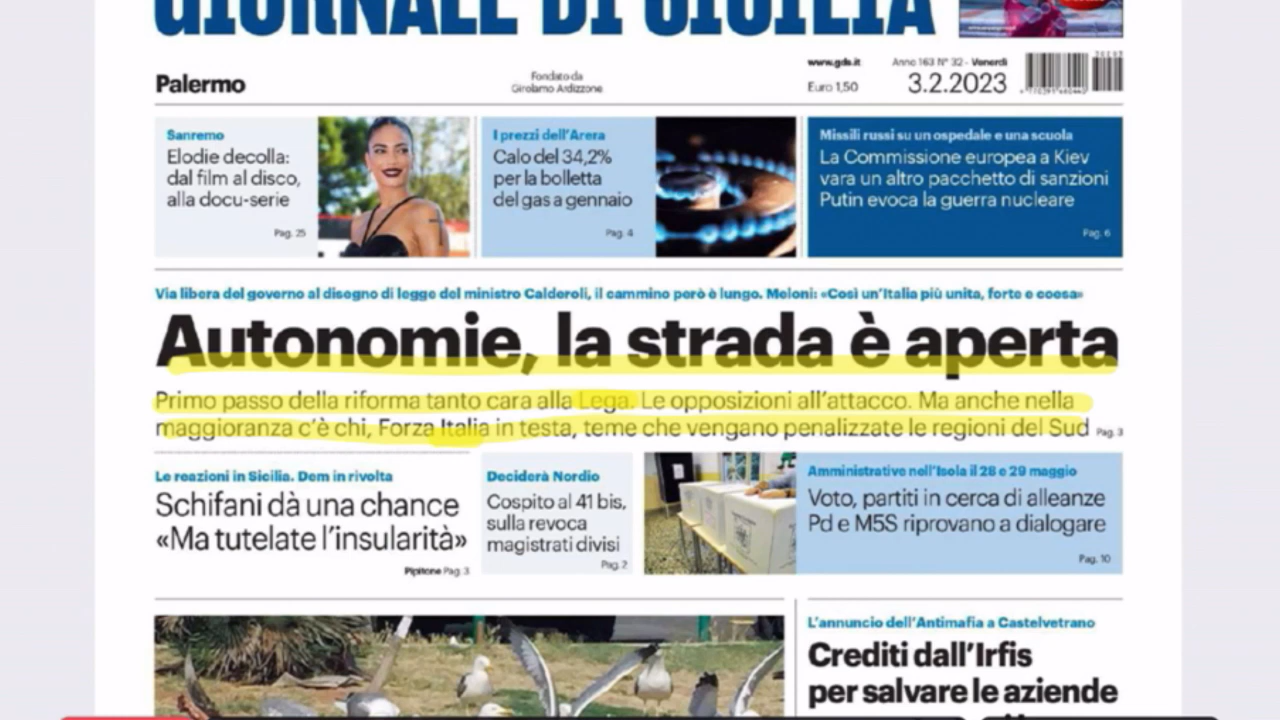 GIORNALE DI SICILIA
Palermo
Fondato da
Girolamo Ardizzone
www.gds.it
Euro 1,50
Anno 163 N° 32 - Venerdì
3.2.2023
Sanremo
Elodie decolla:
dal film al disco,
alla docu-serie
Pag. 25
I prezzi dell'Arera
Calo del 34,2%
per la bolletta
del gas a gennaio
Pag. 4
Missili russi su un ospedale e una scuola
La Commissione europea a Kiev
vara un altro pacchetto di sanzioni
Putin evoca la guerra nucleare
Pag. 6
Via libera del governo al disegno di legge del ministro Calderoli, il cammino però è lungo. Meloni: «Così un'Italia più unita, forte e coesa»
Autonomie, la strada è aperta
Primo passo della riforma tanto cara alla Lega. Le opposizioni all'attacco. Ma anche nella
maggioranza c'è chi, Forza Italia in testa, teme che vengano penalizzate le regioni del Sud Pag. 3
Le reazioni in Sicilia. Dem in rivolta
Schifani dà una chance
«Ma tutelate l'insularità»
Pipitone Pag. 3
Deciderà Nordio
Cospito al 41 bis,
sulla revoca
magistrati divisi
Pag. 2
Amministrative nell'Isola il 28 e 29 maggio
Voto, partiti in cerca di alleanze
Pd e M5S riprovano a dialogare
Pag. 10
L'annuncio dell'Antimafia a Castelvetrano
Crediti dall'Irfis
per salvare le aziende